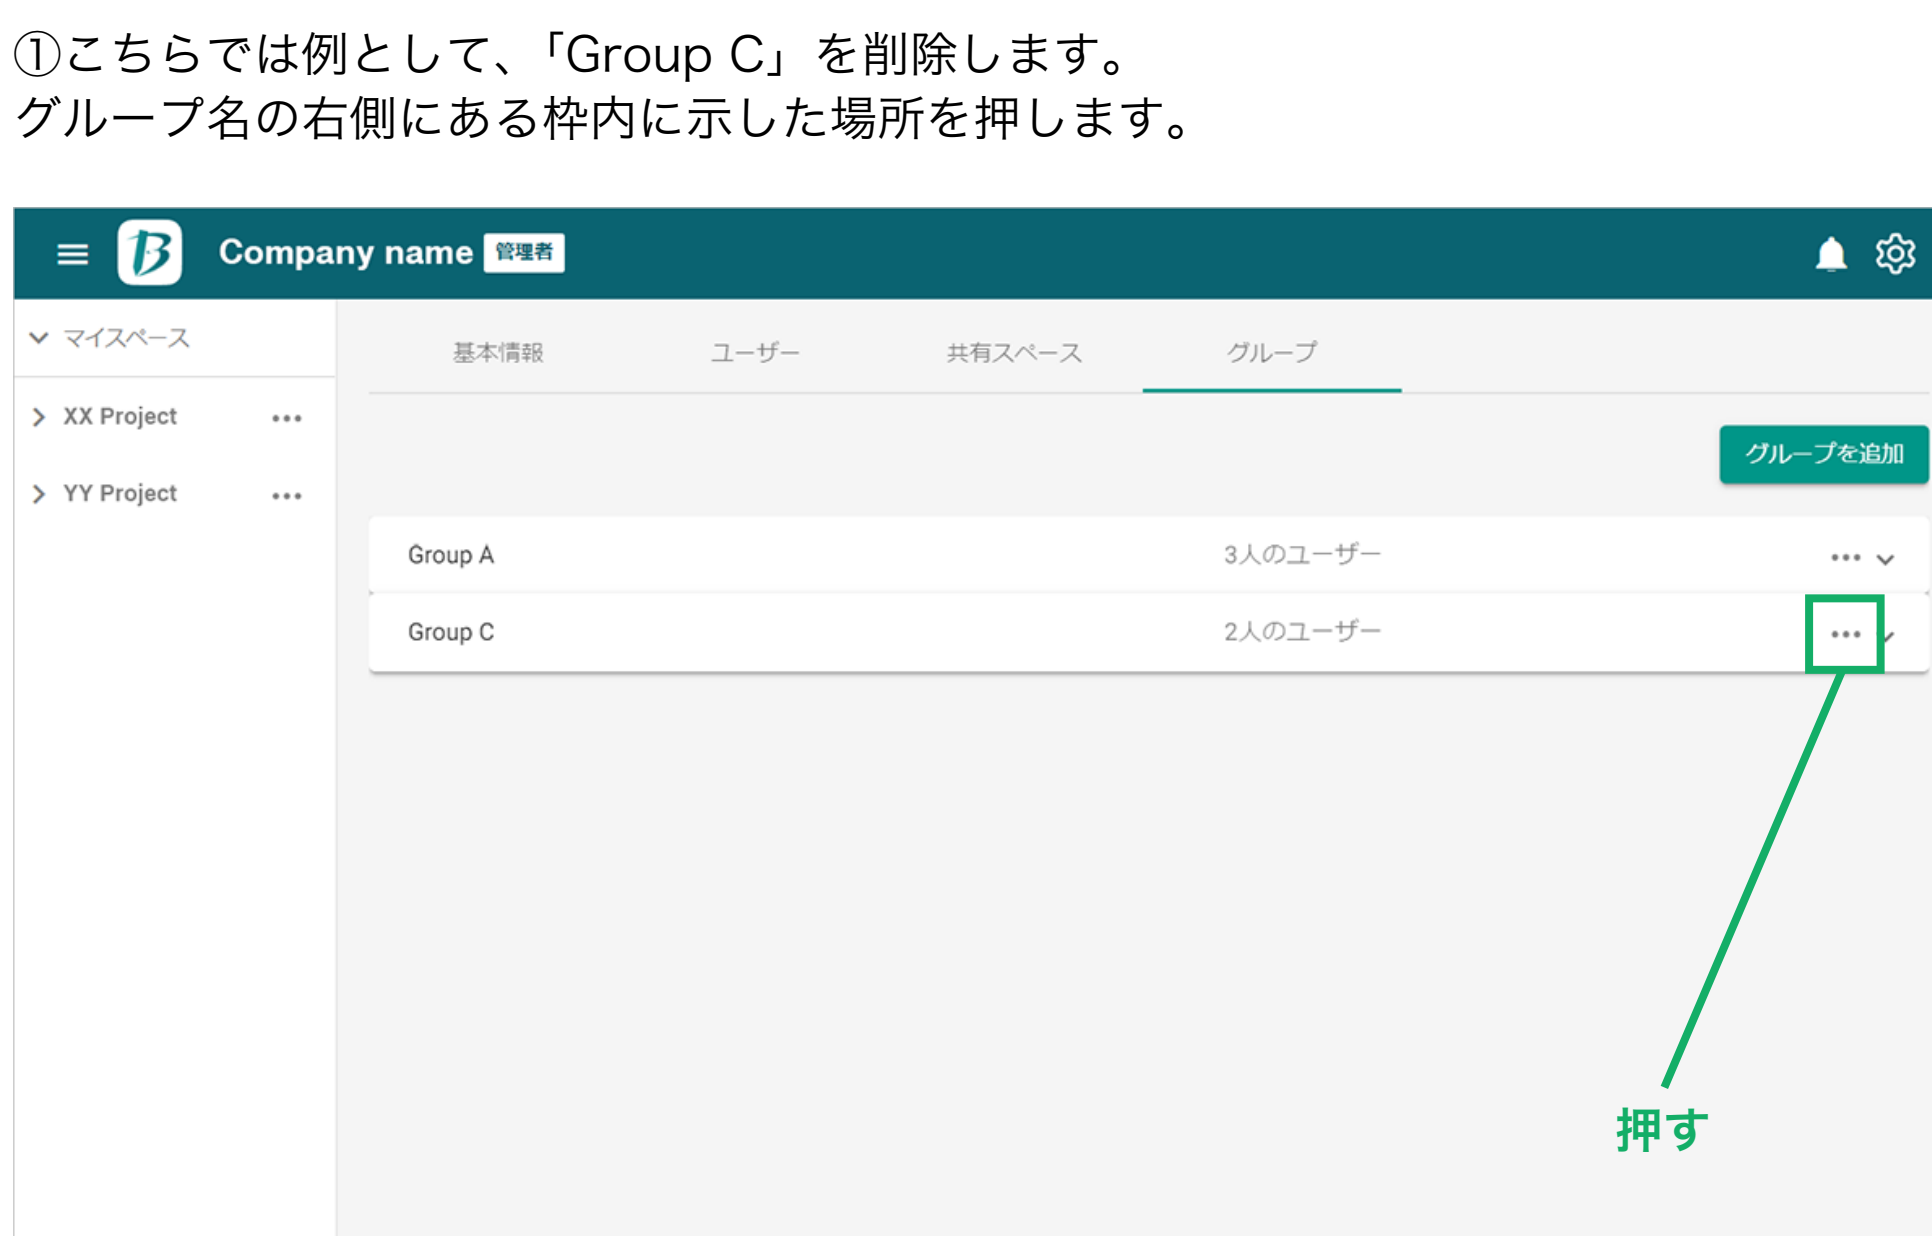 ①こちらでは例として、「Group C」を削除します。
グループ名の右側にある枠内に示した場所を押します。
B Company name 管理者
マイスペース
基本情報 ユーザー 共有スペース グループ
XX Project
グループを追加
YY Project
Group A 3人のユーザー
Group C 2人のユーザー
押す